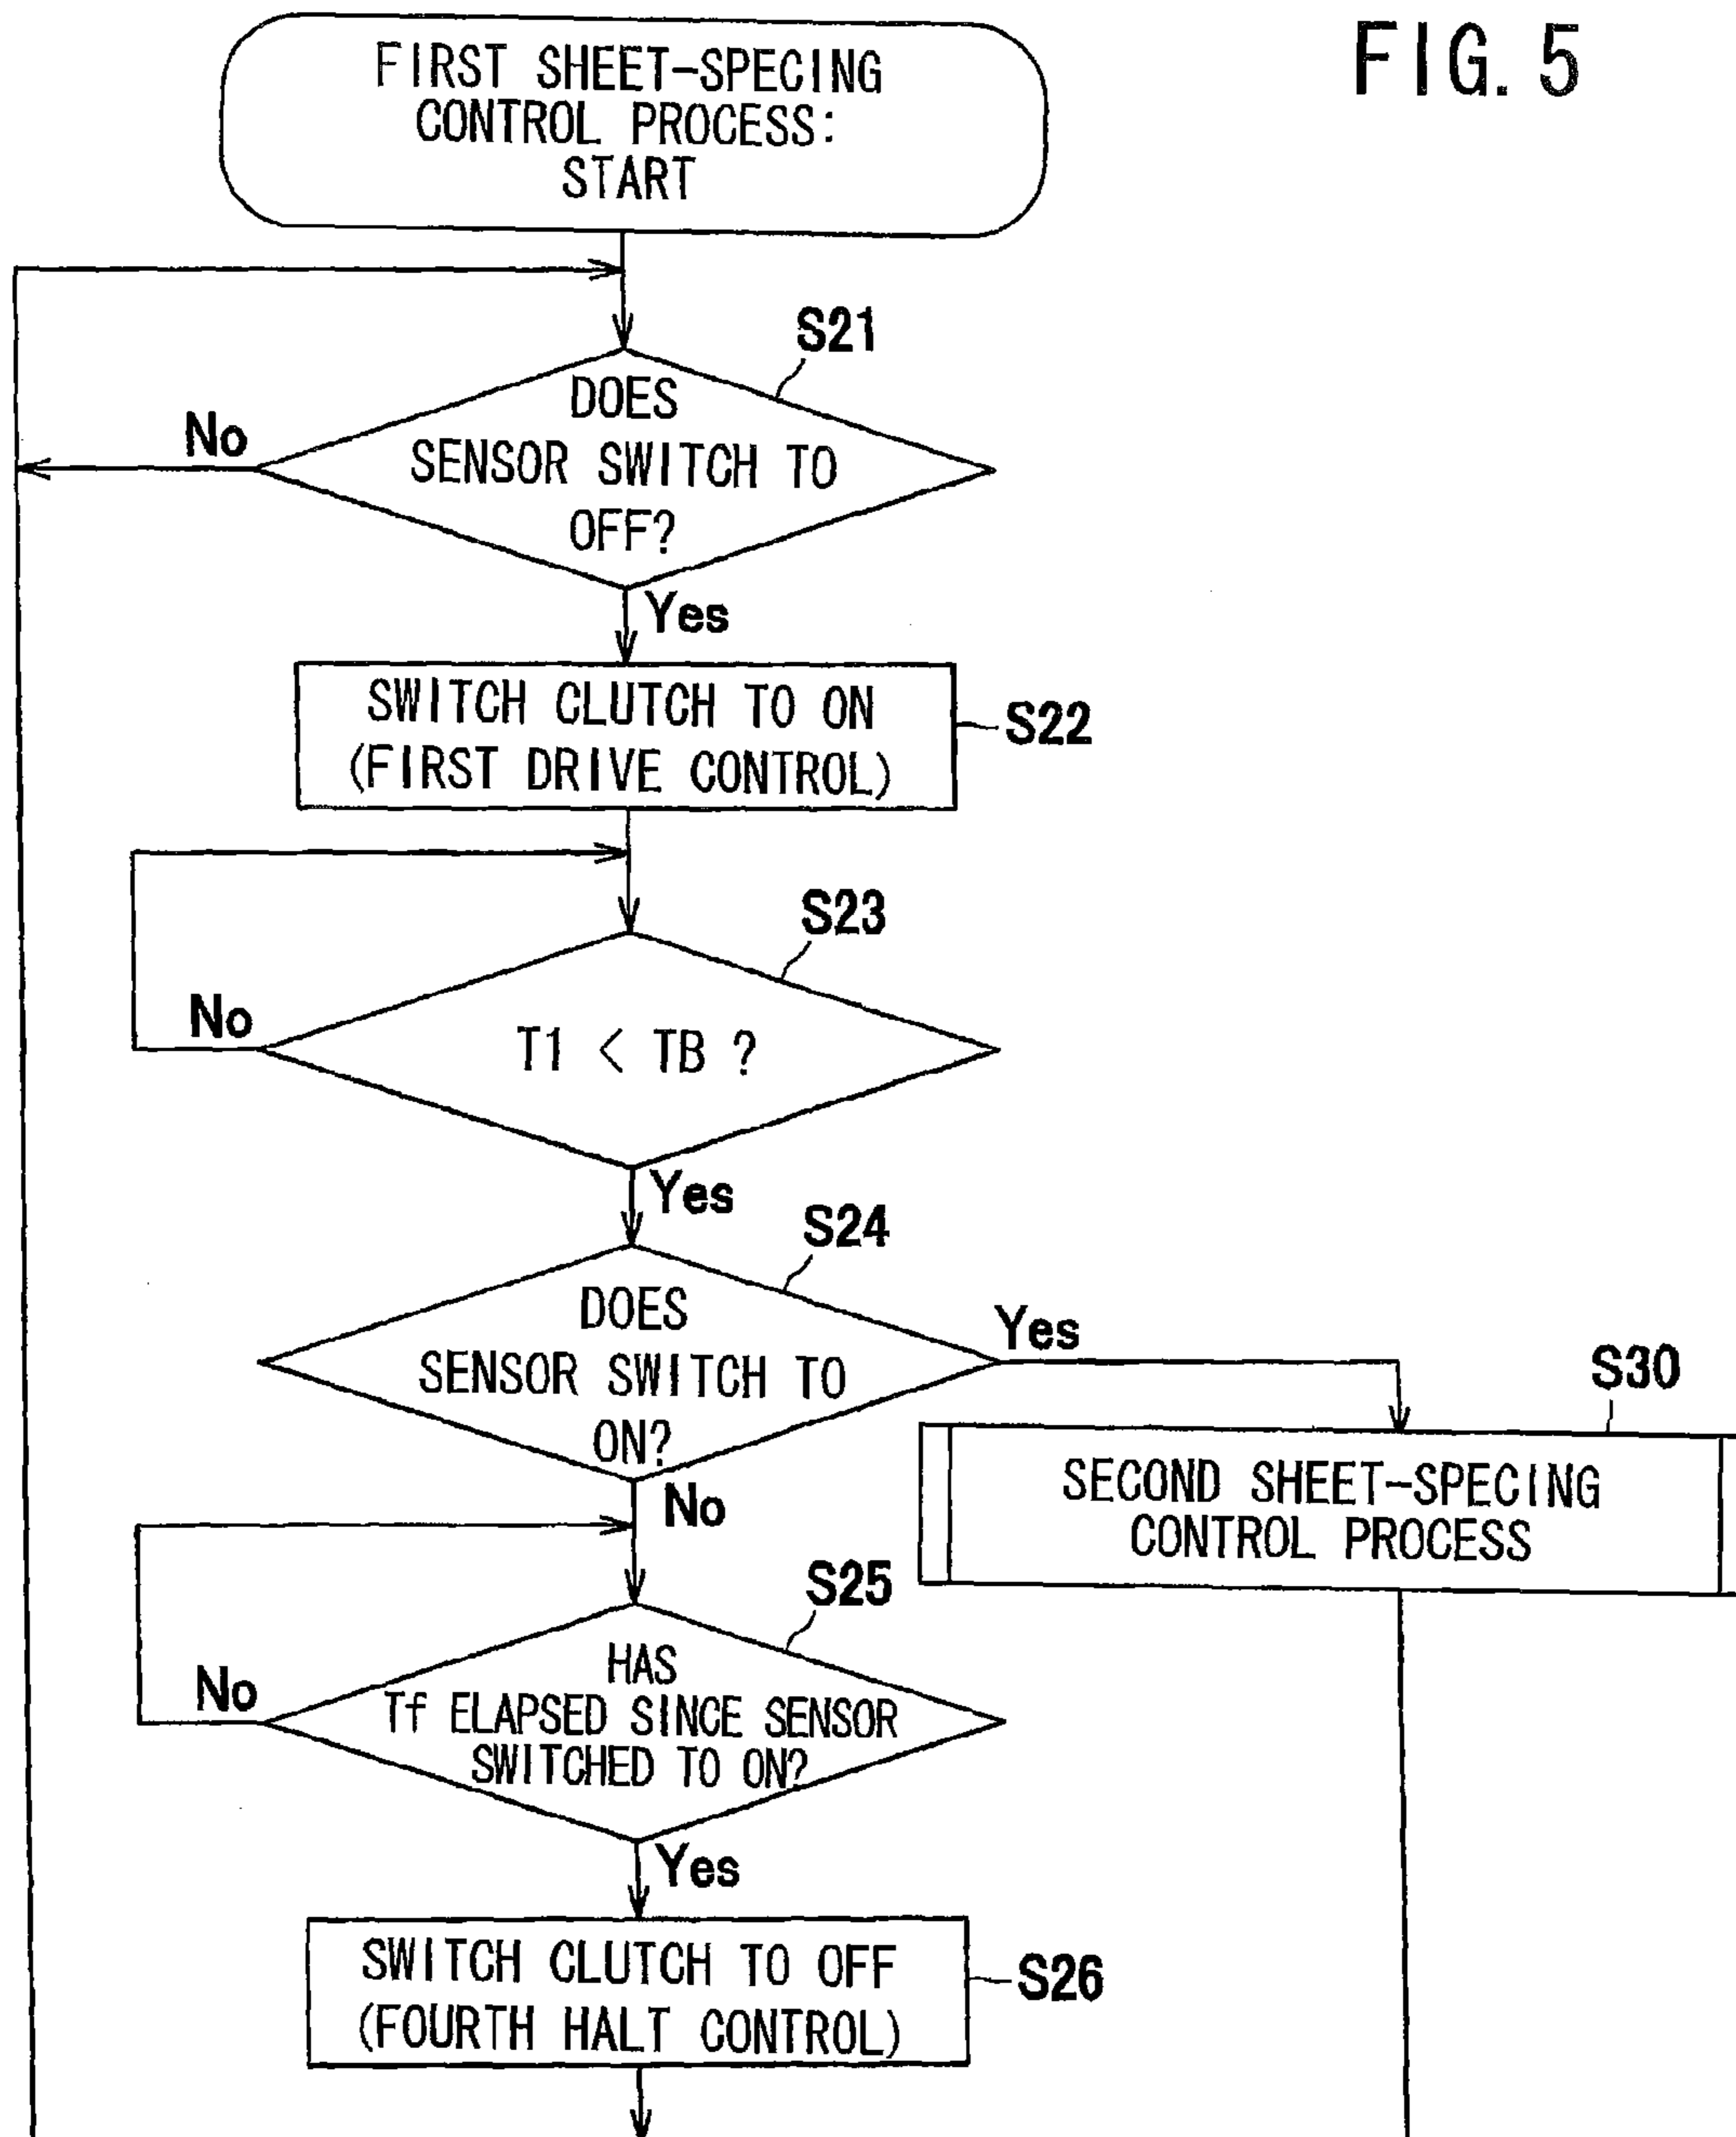 FIG. 5
FIRST SHEET-SPECING
CONTROL PROCESS:
START
S21
DOES
SENSOR SWITCH TO
OFF?
No
Yes
SWITCH CLUTCH TO ON
(FIRST DRIVE CONTROL)
S22
S23
T1 < TB ?
No
Yes
S24
DOES
SENSOR SWITCH TO
ON?
Yes
No
S30
SECOND SHEET-SPECING
CONTROL PROCESS
S25
HAS
Tf ELAPSED SINCE SENSOR
SWITCHED TO ON?
No
Yes
SWITCH CLUTCH TO OFF
(FOURTH HALT CONTROL)
S26